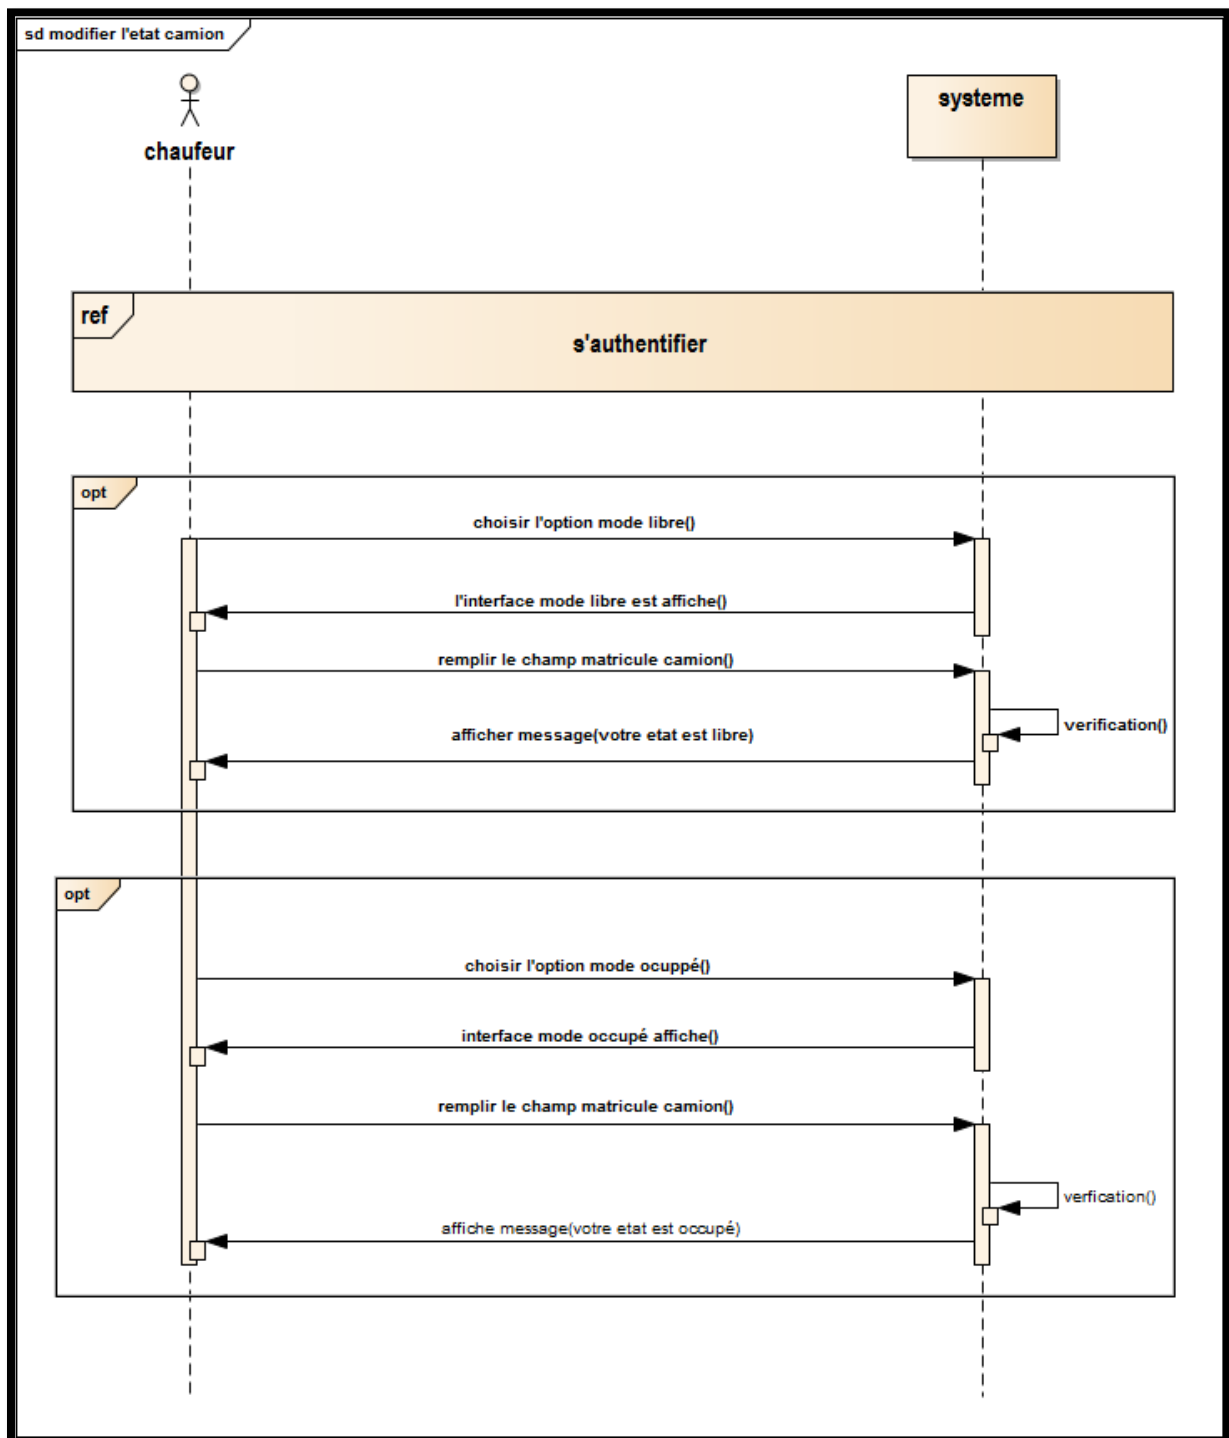 sd modifier l'etat camion
chaufeur
systeme
ref
s'authentifier
opt
choisir l'option mode libre()
l'interface mode libre est affiche()
remplir le champ matricule camion()
verification()
afficher message(votre etat est libre)
opt
choisir l'option mode ocuppé()
interface mode occupé affiche()
remplir le champ matricule camion()
verfication()
affiche message(votre etat est occupé)